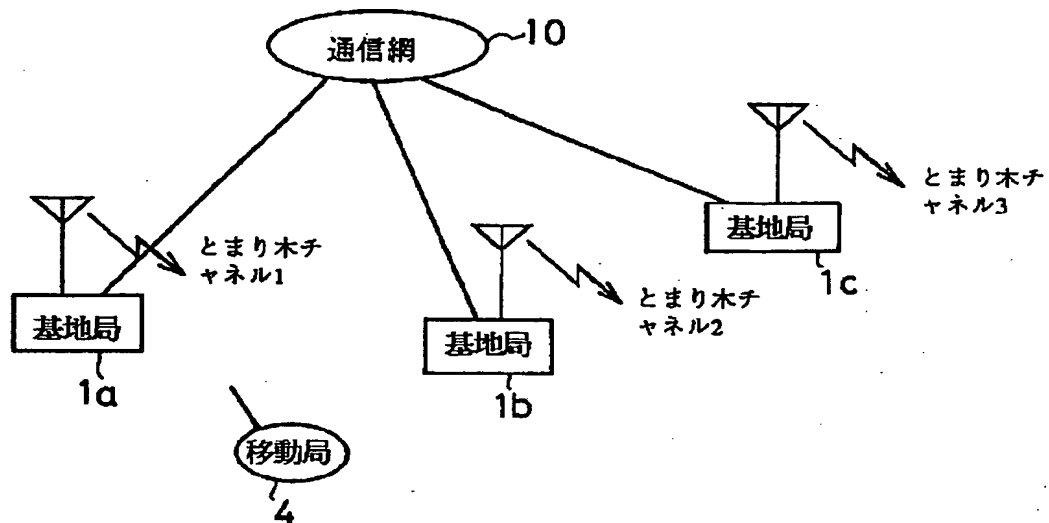 通信網
10
とまり木チ
ャネル3
基地局
1c
とまり木チ
ャネル1
基地局
1a
とまり木チ
ャネル2
基地局
1b
移動局
4